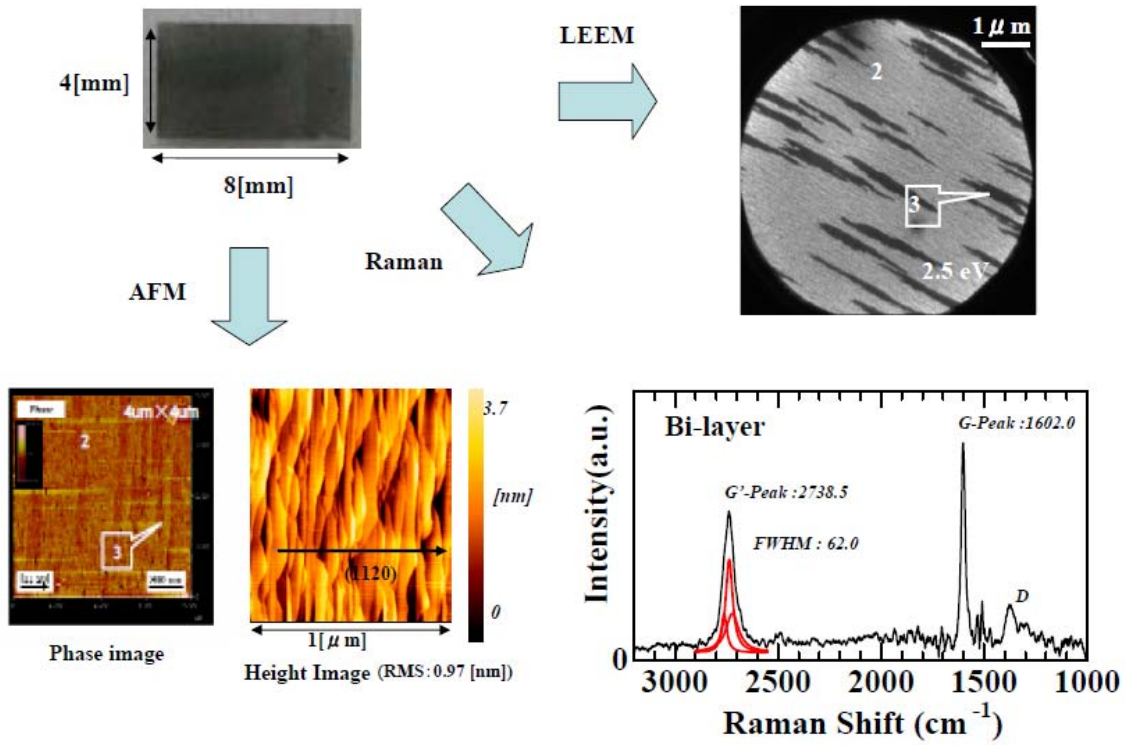 4[mm]
8[mm]
LEEM
1 μ m
2
3
2.5 eV
Raman
AFM
Phase
4um×4um
2
3
Phase image
3.7
[nm]
0
(1120)
1[μ m]
Height Image (RMS:0.97 [nm])
Bi-layer
G-Peak :1602.0
G'-Peak :2738.5
FWHM : 62.0
D
Intensity(a.u.)
0
3000 2500 2000 1500 1000
Raman Shift (cm⁻¹)